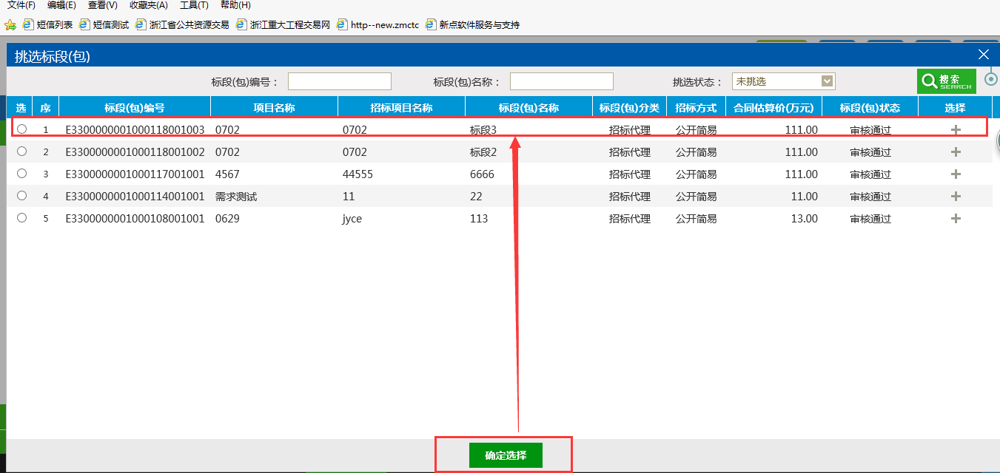 文件(F) 编辑(E) 查看(V) 收藏夹(A) 工具(T) 帮助(H)
短信列表 短信测试 浙江省公共资源交易 浙江重大工程交易网 http--new.zmctc 新点软件服务与支持
挑选标段(包)
标段(包)编号： 标段(包)名称： 挑选状态： 未挑选 搜索 SEARCH
选 序 标段(包)编号 项目名称 招标项目名称 标段(包)名称 标段(包)分类 招标方式 合同估算价(万元) 标段(包)状态 选择
1 E3300000001000118001003 0702 0702 标段3 招标代理 公开简易 111.00 审核通过
2 E3300000001000118001002 0702 0702 标段2 招标代理 公开简易 111.00 审核通过
3 E3300000001000117001001 4567 44555 6666 招标代理 公开简易 111.00 审核通过
4 E3300000001000114001001 需求测试 11 22 招标代理 公开简易 11.00 审核通过
5 E3300000001000108001001 0629 jyce 113 招标代理 公开简易 13.00 审核通过
确定选择